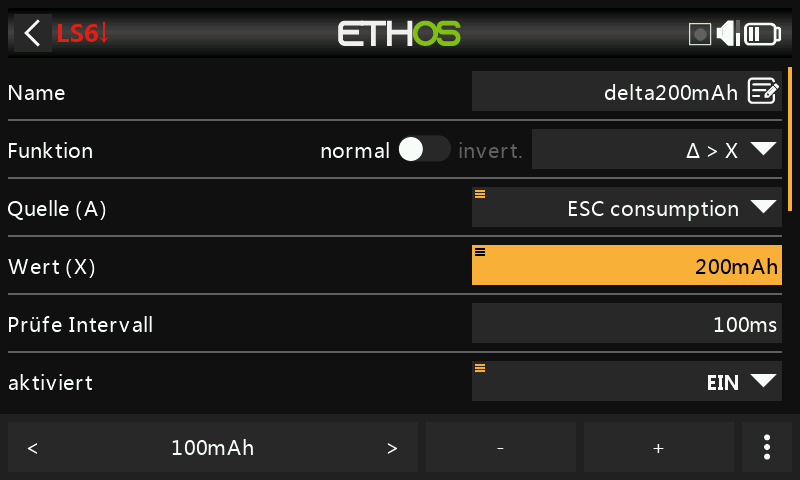 LS6↓ ETHOS
Name delta200mAh
Funktion normal invert. Δ > X
Quelle (A) ESC consumption
Wert (X) 200mAh
Prüfe Intervall 100ms
aktiviert EIN
< 100mAh > - +